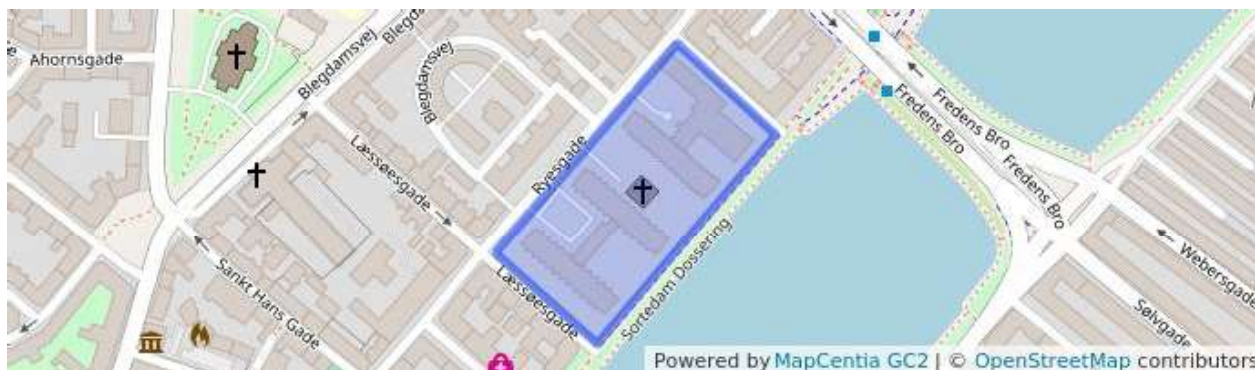 Ahornsgade
Blegdamsvej
Blegdamsvej
Blegd
Læssøesgade
Ryesgade
Læssøesgade
Sankt Hans Gade
Sortedam Dossering
Fredens Bro
Fredens Bro
Fredens Bro
Webersgade
Sølvgade
Powered by MapCentia GC2 | © OpenStreetMap contributors